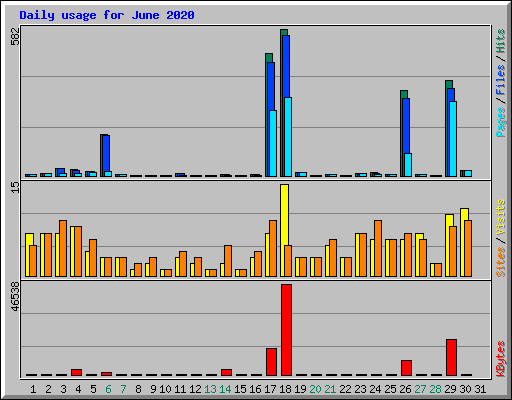 Daily usage for June 2020
582
Pages / Files / Hits
15
Sites / Visits
46538
KBytes
1 2 3 4 5 6 7 8 9 10 11 12 13 14 15 16 17 18 19 20 21 22 23 24 25 26 27 28 29 30 31